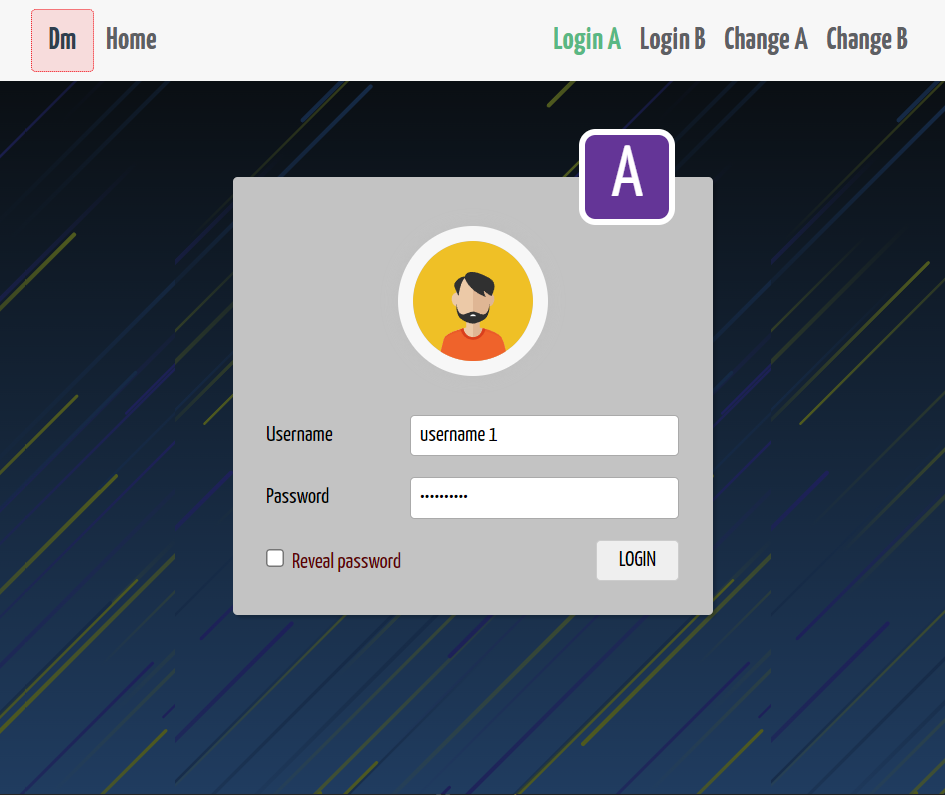 Dm Home Login A Login B Change A Change B
A
Username username 1
Password ••••••••••
Reveal password LOGIN